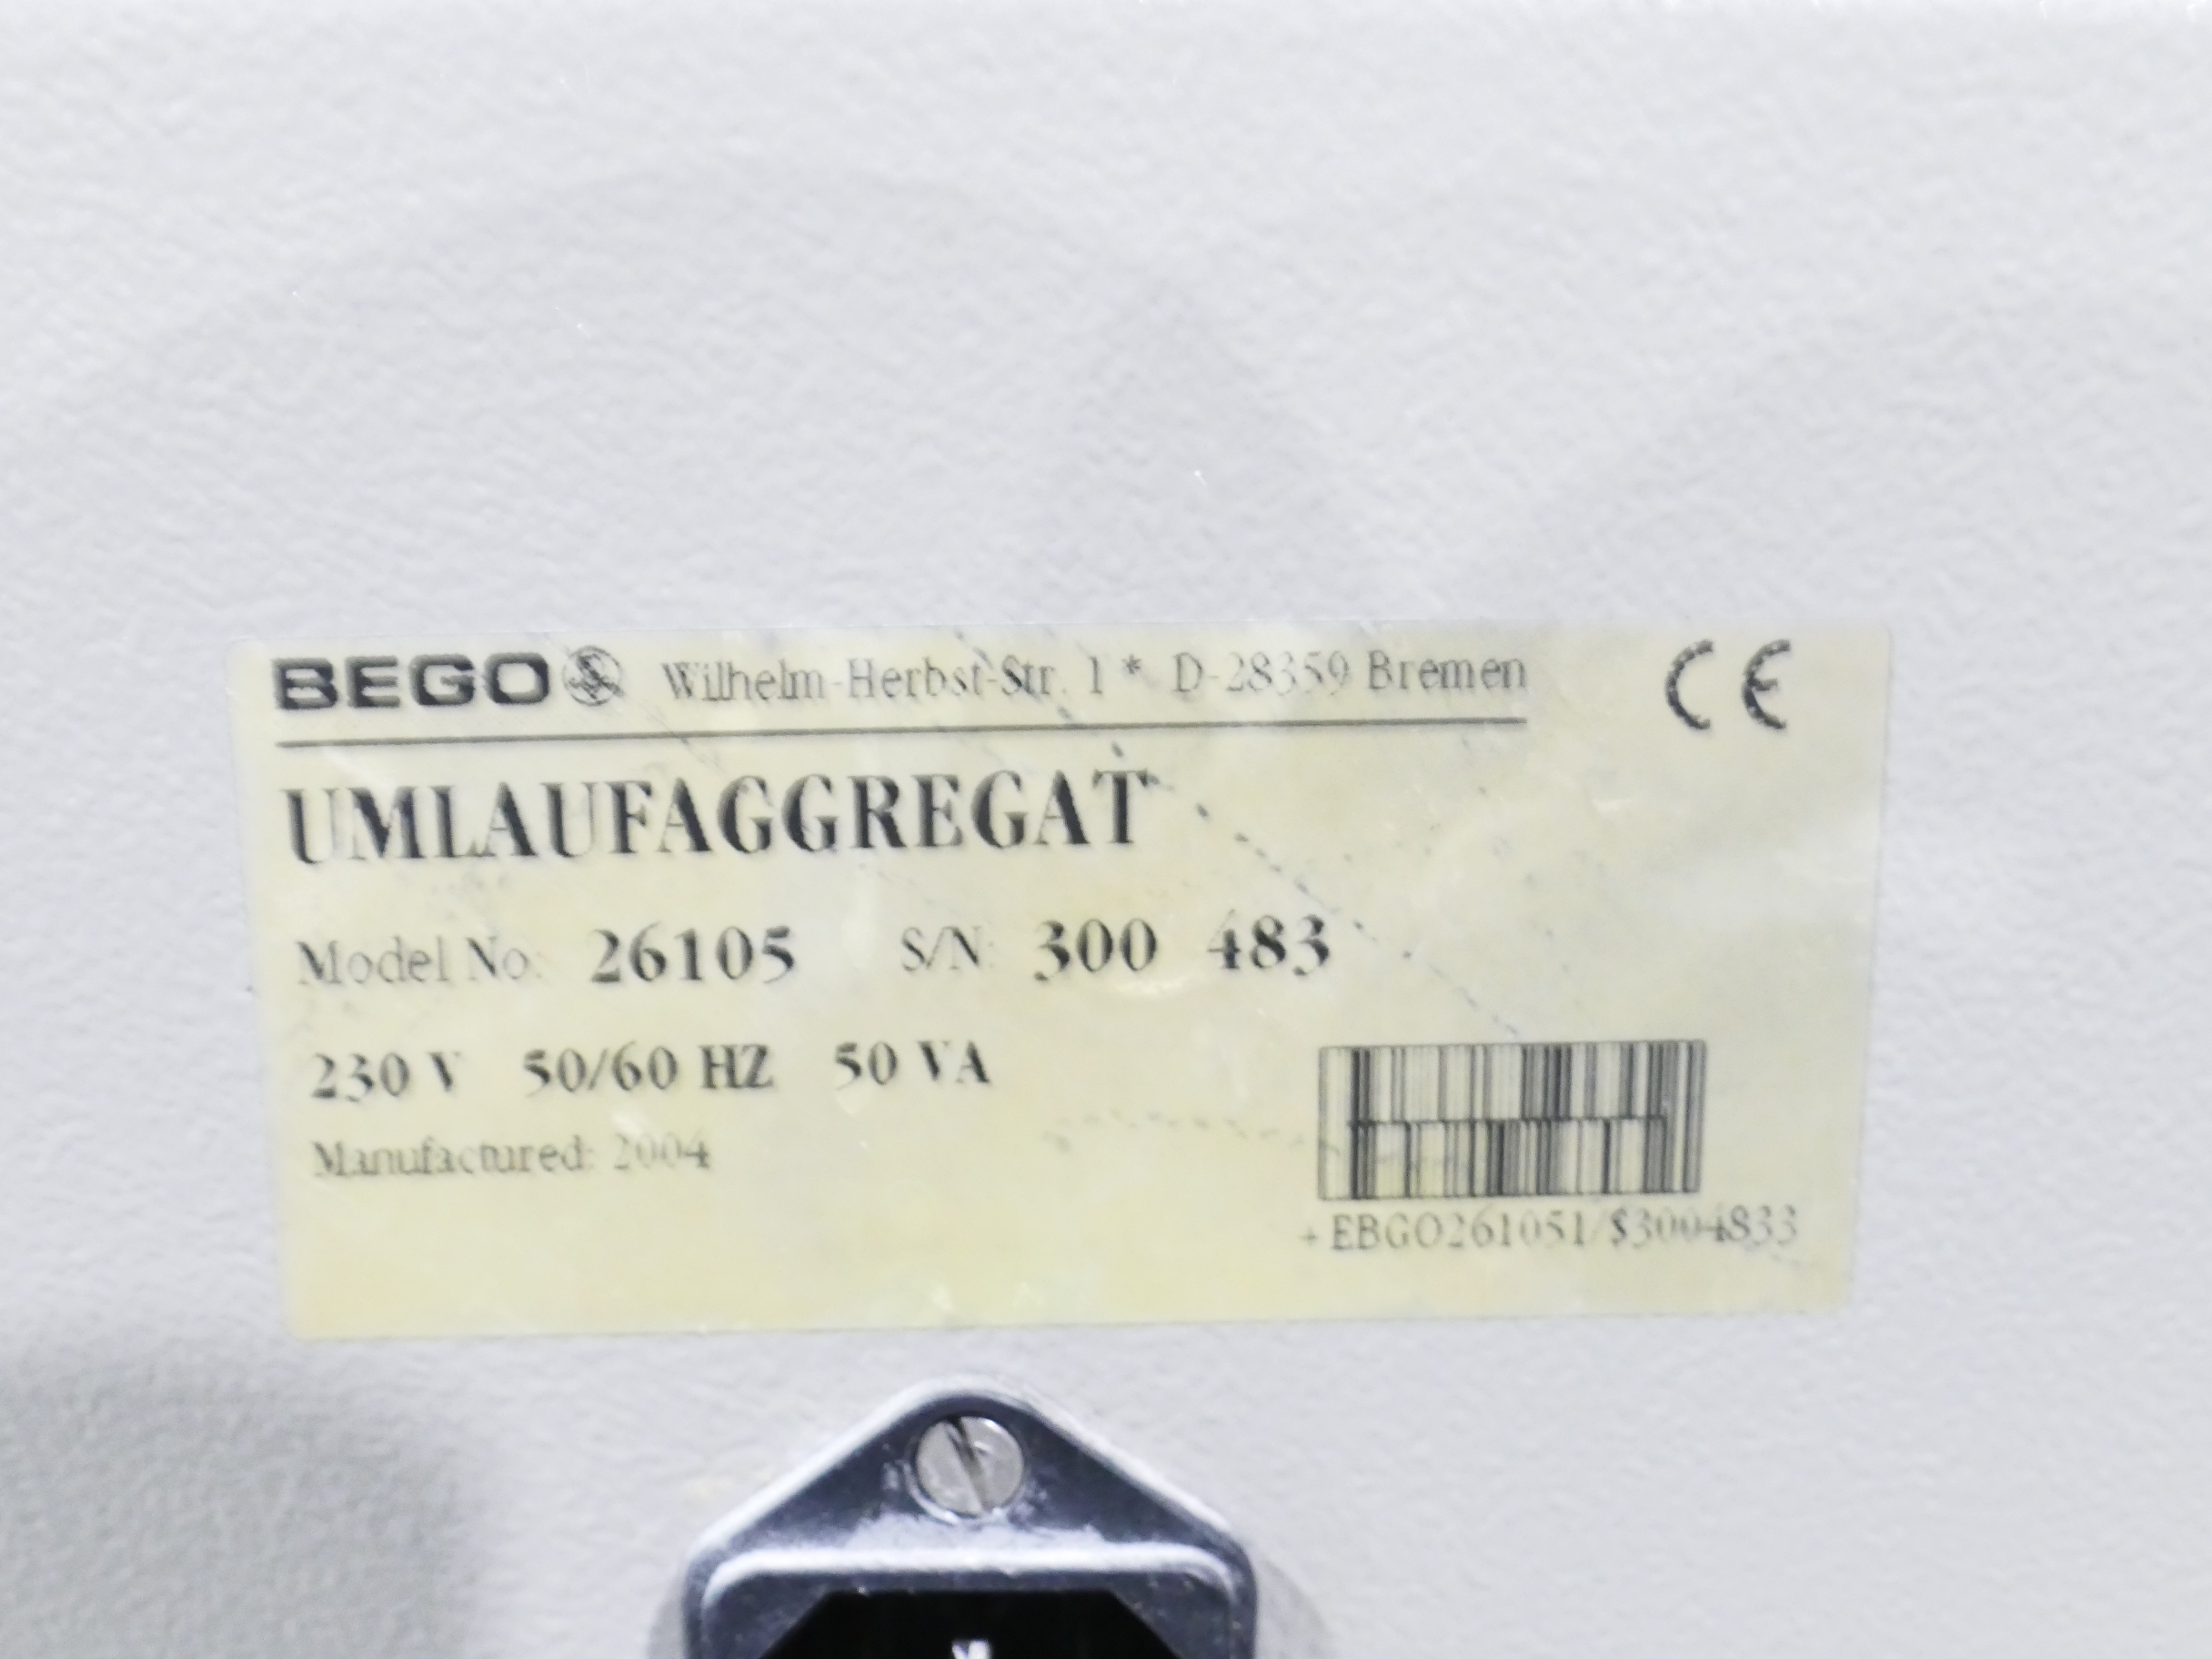 BEGO Wilhelm-Herbst-Str. 1 * D-28359 Bremen CE
UMLAUFAGGREGAT
Model No: 26105 S/N: 300 483
230 V 50/60 HZ 50 VA
Manufactured: 2004
+EBGO261051/$3004833